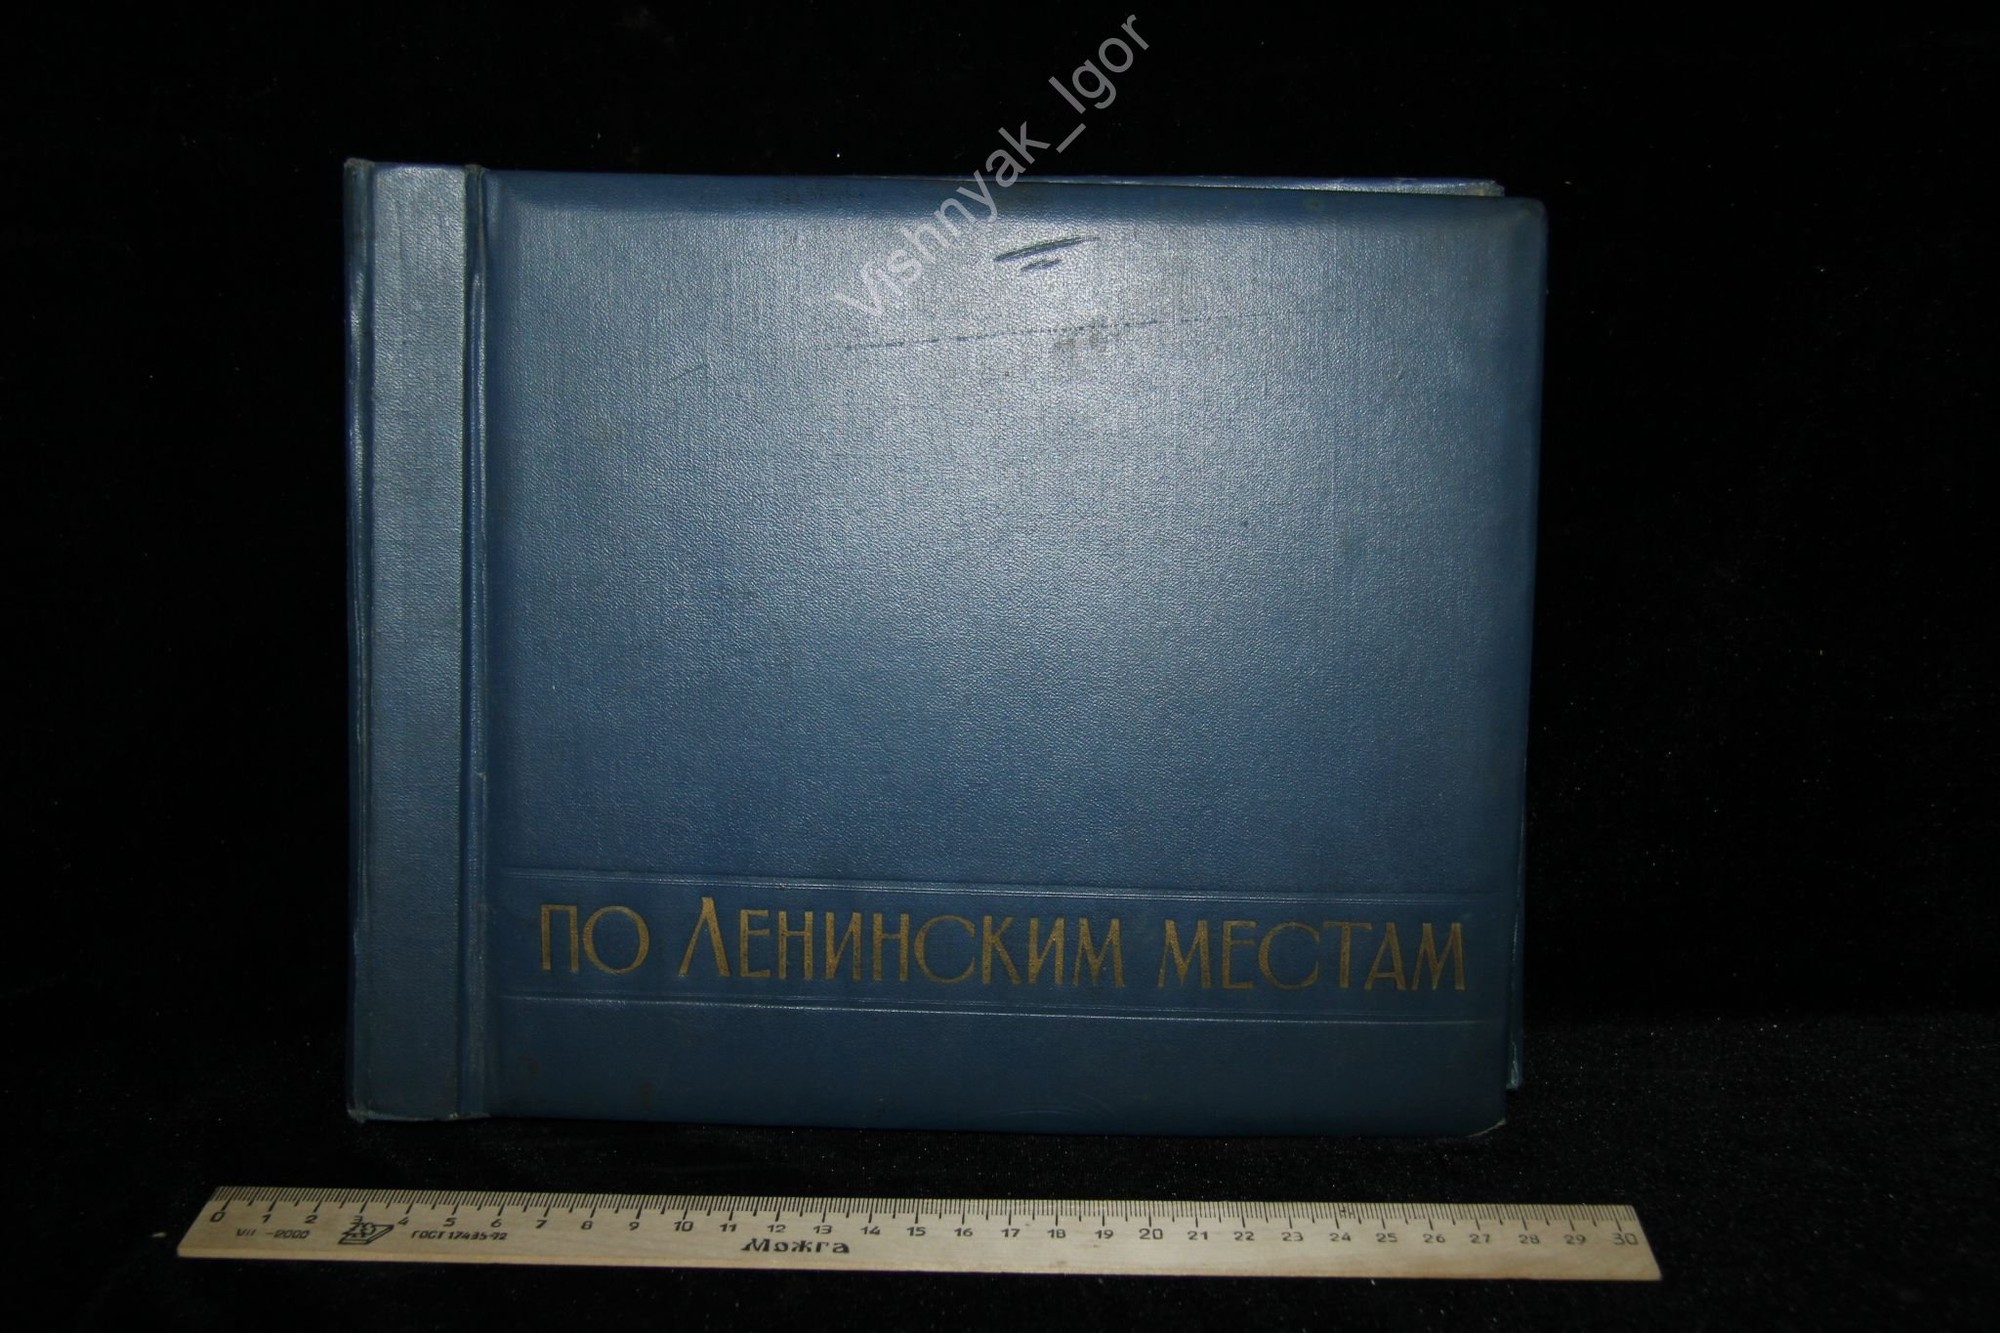 Vishnyak_Igor
ПО ЛЕНИНСКИМ МЕСТАМ
0 1 2 3 4 5 6 7 8 9 10 11 12 13 14 15 16 17 18 19 20 21 22 23 24 25 26 27 28 29 30
VII -2000 ГОСТ 17435-72 Можга